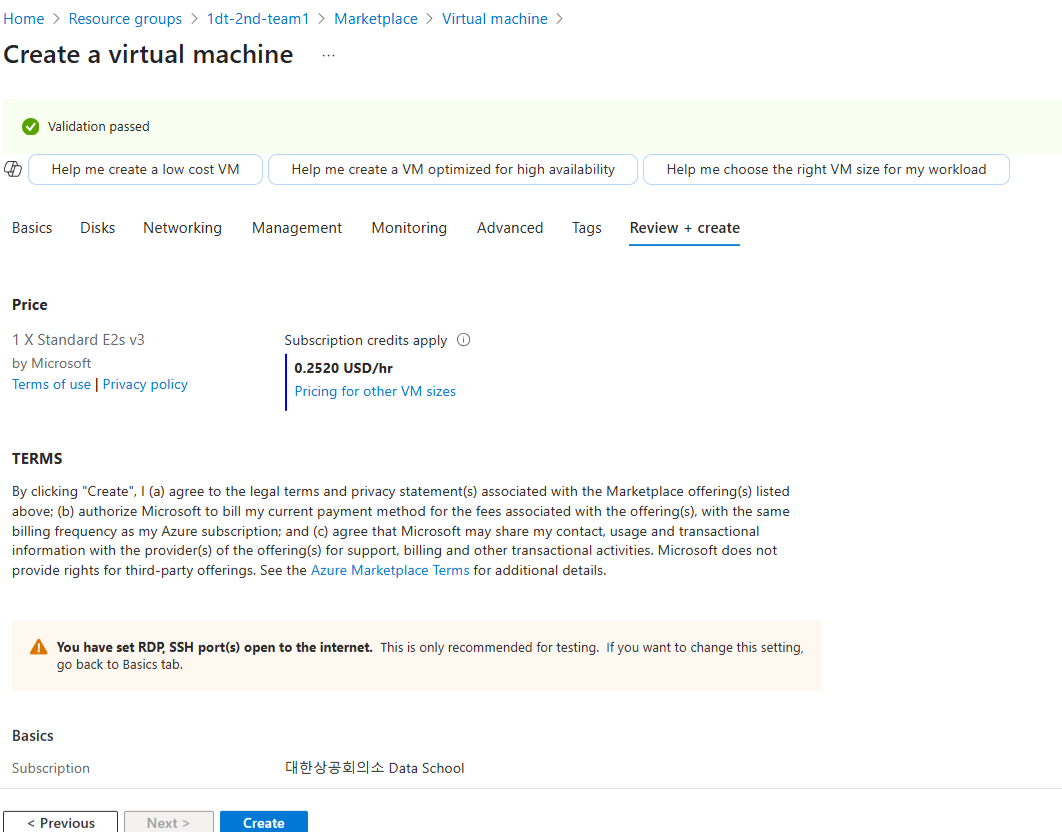 Home > Resource groups > 1dt-2nd-team1 > Marketplace > Virtual machine >
Create a virtual machine ...
Validation passed
Help me create a low cost VM
Help me create a VM optimized for high availability
Help me choose the right VM size for my workload
Basics Disks Networking Management Monitoring Advanced Tags Review + create
Price
1 X Standard E2s v3
by Microsoft
Terms of use | Privacy policy
Subscription credits apply
0.2520 USD/hr
Pricing for other VM sizes
TERMS
By clicking "Create", I (a) agree to the legal terms and privacy statement(s) associated with the Marketplace offering(s) listed
above; (b) authorize Microsoft to bill my current payment method for the fees associated with the offering(s), with the same
billing frequency as my Azure subscription; and (c) agree that Microsoft may share my contact, usage and transactional
information with the provider(s) of the offering(s) for support, billing and other transactional activities. Microsoft does not
provide rights for third-party offerings. See the Azure Marketplace Terms for additional details.
You have set RDP, SSH port(s) open to the internet. This is only recommended for testing. If you want to change this setting,
go back to Basics tab.
Basics
Subscription 대한상공회의소 Data School
< Previous Next > Create